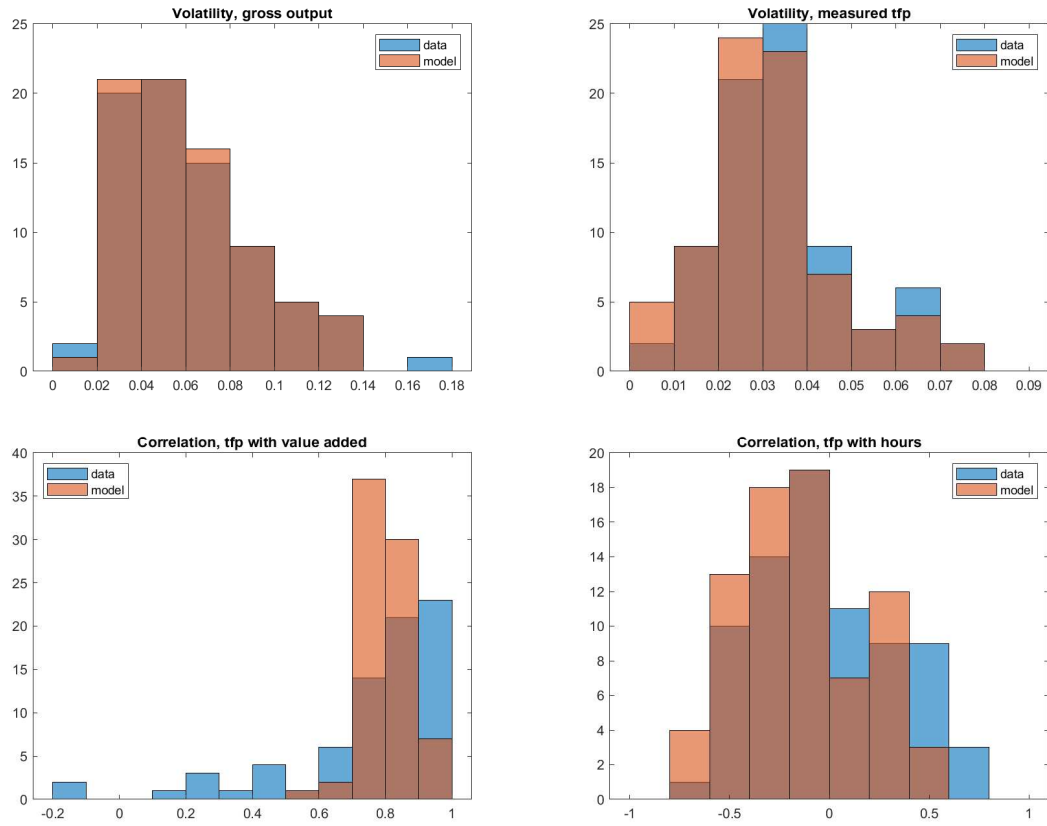 Volatility, gross output
data
model
25
20
15
10
5
0
0 0.02 0.04 0.06 0.08 0.1 0.12 0.14 0.16 0.18
Volatility, measured tfp
data
model
25
20
15
10
5
0
0 0.01 0.02 0.03 0.04 0.05 0.06 0.07 0.08 0.09
Correlation, tfp with value added
data
model
40
35
30
25
20
15
10
5
0
-0.2 0 0.2 0.4 0.6 0.8 1
Correlation, tfp with hours
data
model
20
18
16
14
12
10
8
6
4
2
0
-1 -0.5 0 0.5 1